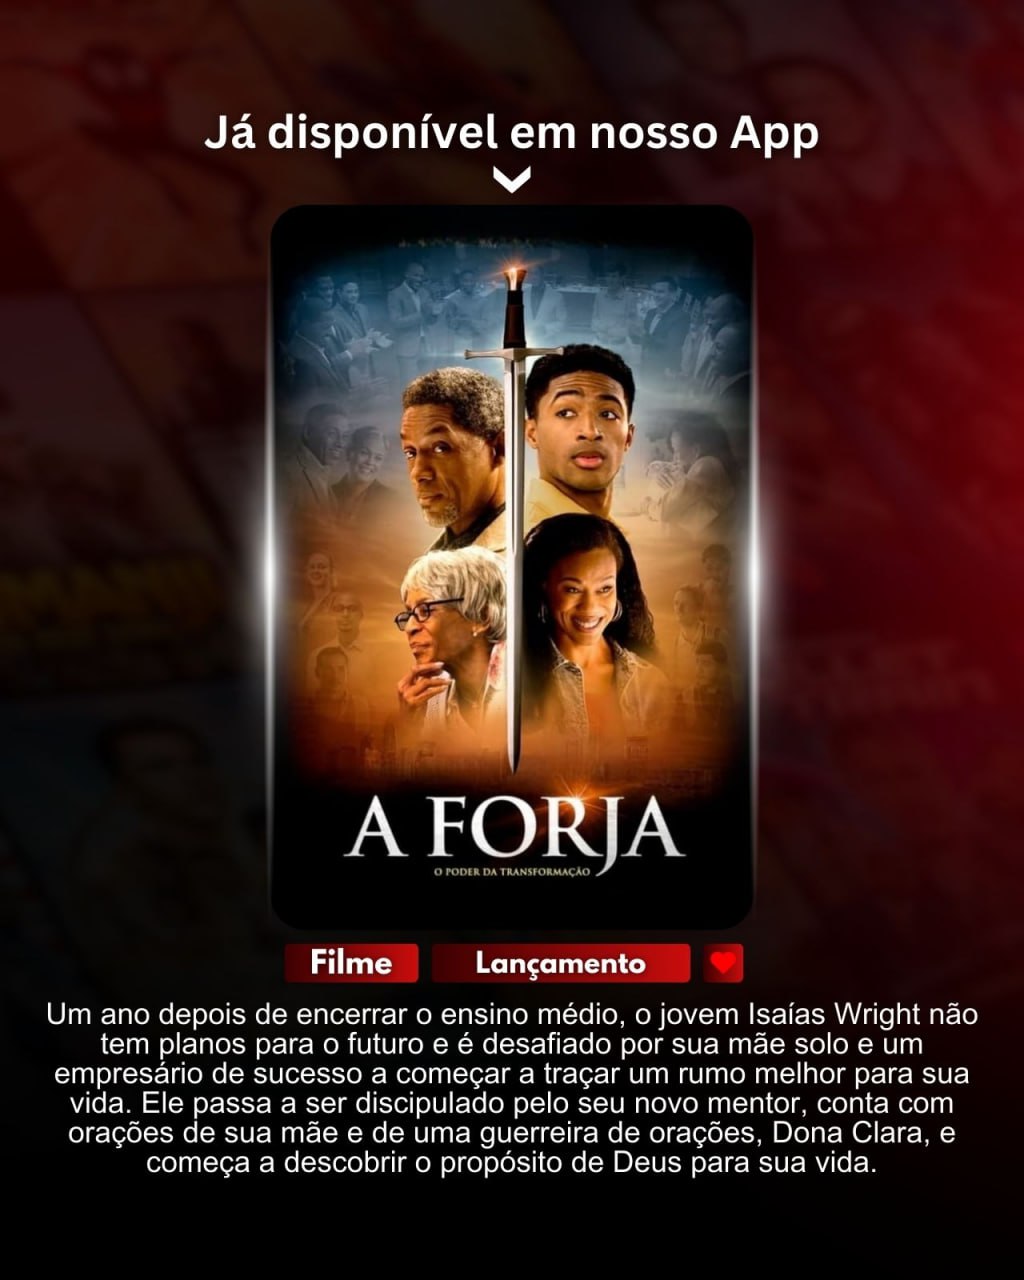 Já disponível em nosso App
A FORJA
O PODER DA TRANSFORMAÇÃO
Filme
Lançamento
Um ano depois de encerrar o ensino médio, o jovem Isaías Wright não
tem planos para o futuro e é desafiado por sua mãe solo e um
empresário de sucesso a começar a traçar um rumo melhor para sua
vida. Ele passa a ser discipulado pelo seu novo mentor, conta com
orações de sua mãe e de uma guerreira de orações, Dona Clara, e
começa a descobrir o propósito de Deus para sua vida.